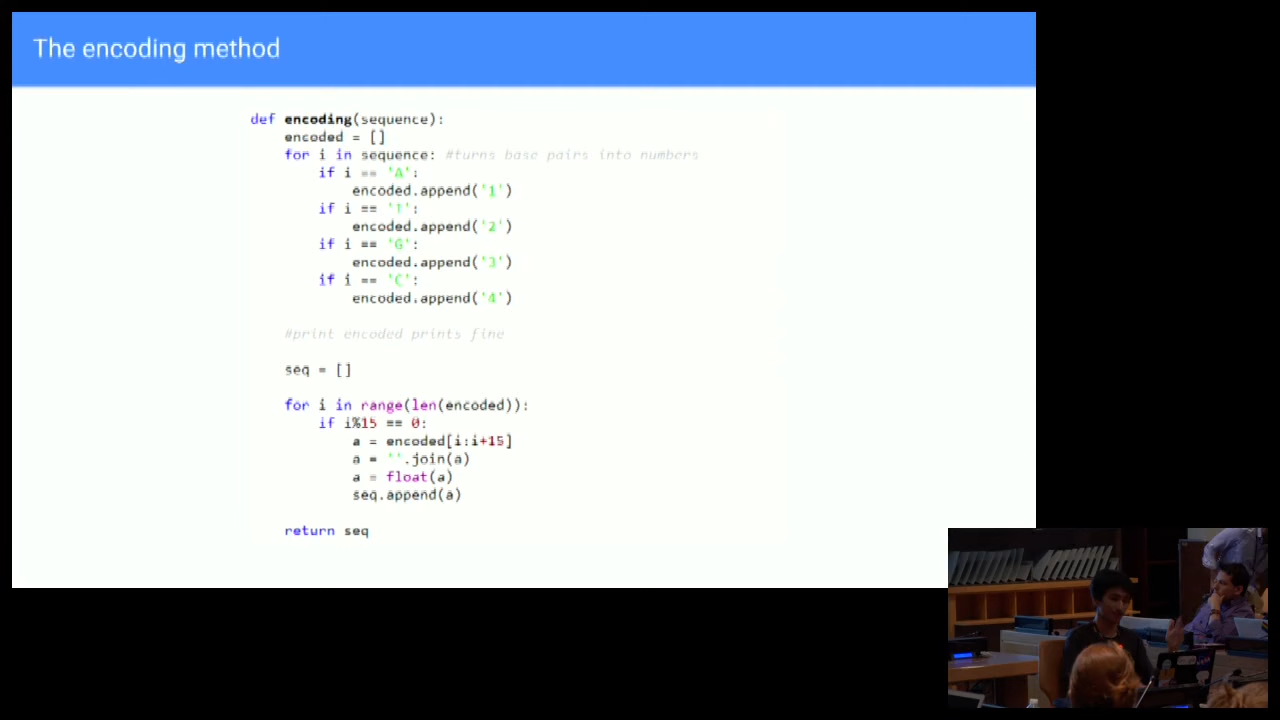 The encoding method
def encoding(sequence):
encoded = []
for i in sequence: #turns base pairs into numbers
if i == 'A':
encoded.append('1')
if i == 'T':
encoded.append('2')
if i == 'G':
encoded.append('3')
if i == 'C':
encoded.append('4')
#print encoded prints fine
seq = []
for i in range(len(encoded)):
if i%15 == 0:
a = encoded[i:i+15]
a = ''.join(a)
a = float(a)
seq.append(a)
return seq